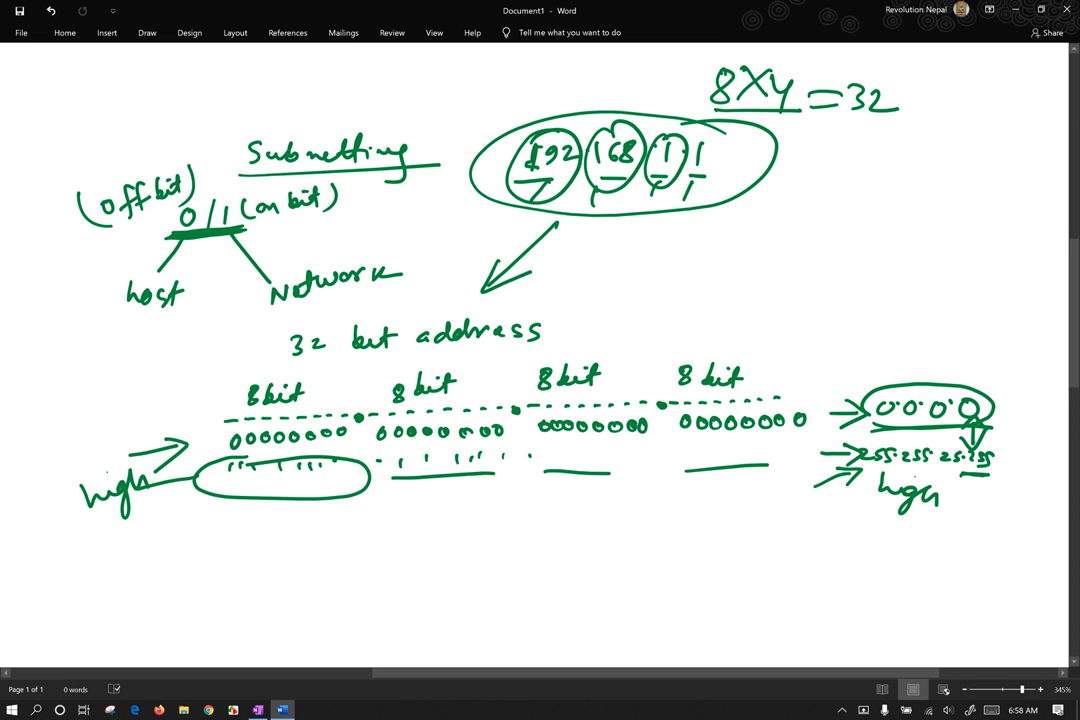 Document1 - Word
Revolution Nepal
File Home Insert Draw Design Layout References Mailings Review View Help Tell me what you want to do Share
8X4 = 32
Subnetting
192 168 1 1
(off bit)
0/1 (on bit)
host Network
32 bit address
8bit 8 bit 8 bit 8 bit
00000000 00000000 00000000 00000000 0.0.0.0
255.255 25.255
high
high
Page 1 of 1 0 words 345%
6:58 AM